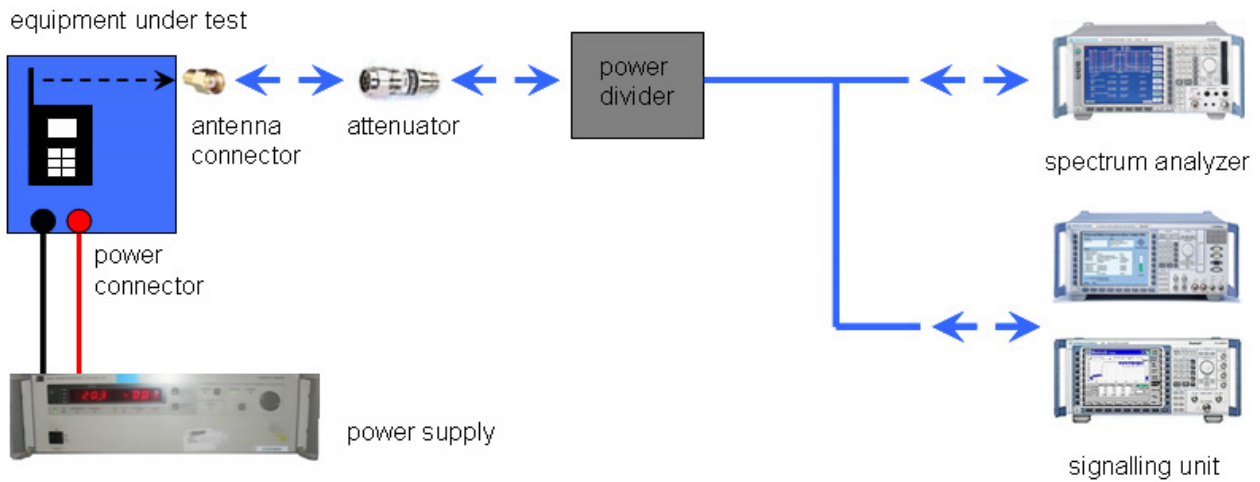 equipment under test
power
divider
antenna
connector
attenuator
spectrum analyzer
power
connector
power supply
signalling unit